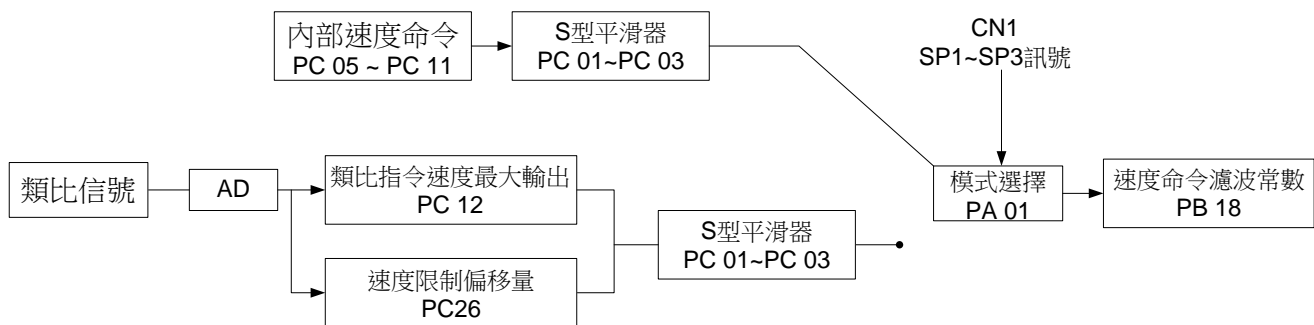 內部速度命令
PC 05 ~ PC 11
S型平滑器
PC 01~PC 03
CN1
SP1~SP3訊號
類比信號
AD
類比指令速度最大輸出
PC 12
速度限制偏移量
PC26
S型平滑器
PC 01~PC 03
模式選擇
PA 01
速度命令濾波常數
PB 18